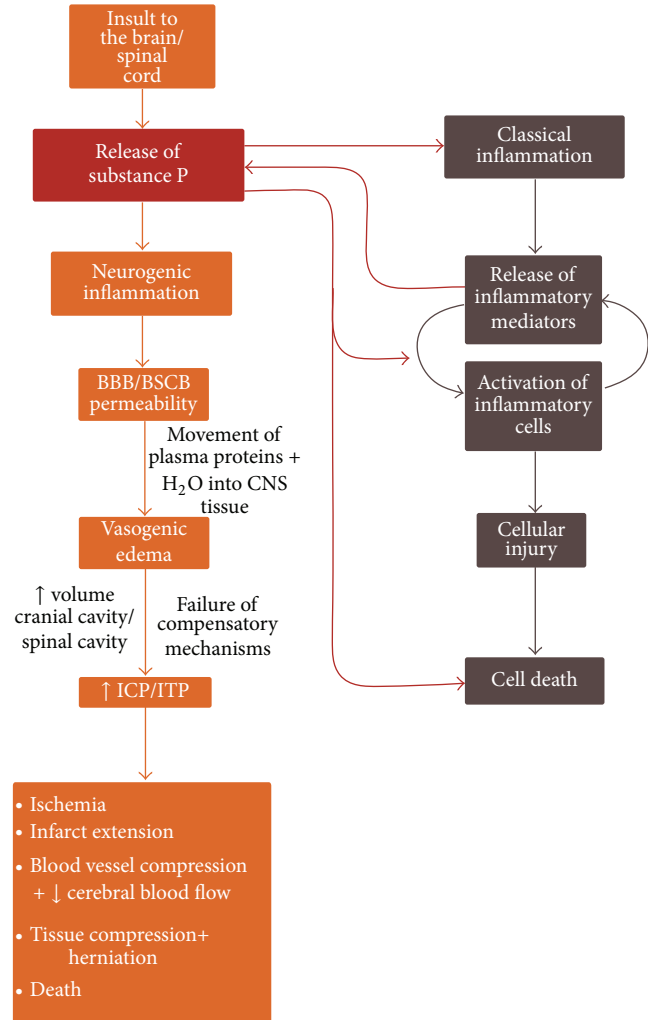 Insult to
the brain/
spinal
cord
Release of
substance P
Neurogenic
inflammation
BBB/BSCB
permeability
Movement of
plasma proteins +
H₂O into CNS
tissue
Vasogenic
edema
↑ volume
cranial cavity/
spinal cavity
Failure of
compensatory
mechanisms
↑ ICP/ITP
• Ischemia
• Infarct extension
• Blood vessel compression
+ ↓ cerebral blood flow
• Tissue compression+
herniation
• Death
Classical
inflammation
Release of
inflammatory
mediators
Activation of
inflammatory
cells
Cellular
injury
Cell death